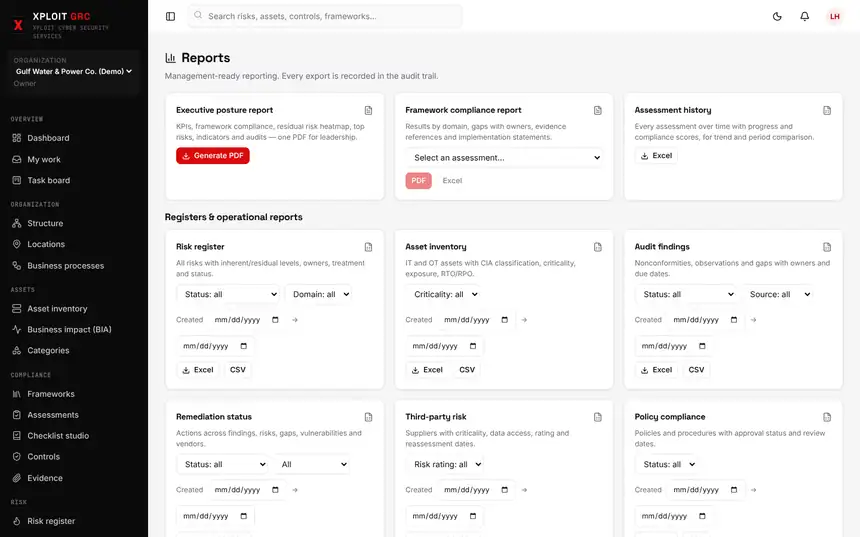 XPLOIT GRC
XPLOIT CYBER SECURITY
SERVICES
ORGANIZATION
Gulf Water & Power Co. (Demo)
Owner
OVERVIEW
Dashboard
My work
Task board
ORGANIZATION
Structure
Locations
Business processes
ASSETS
Asset inventory
Business impact (BIA)
Categories
COMPLIANCE
Frameworks
Assessments
Checklist studio
Controls
Evidence
RISK
Risk register
Search risks, assets, controls, frameworks...
LH
Reports
Management-ready reporting. Every export is recorded in the audit trail.
Executive posture report
KPIs, framework compliance, residual risk heatmap, top
risks, indicators and audits — one PDF for leadership.
Generate PDF
Framework compliance report
Results by domain, gaps with owners, evidence
references and implementation statements.
Select an assessment...
PDF Excel
Assessment history
Every assessment over time with progress and
compliance scores, for trend and period comparison.
Excel
Registers & operational reports
Risk register
All risks with inherent/residual levels, owners, treatment
and status.
Status: all Domain: all
Created mm/dd/yyyy →
mm/dd/yyyy
Excel CSV
Asset inventory
IT and OT assets with CIA classification, criticality,
exposure, RTO/RPO.
Criticality: all
Created mm/dd/yyyy →
mm/dd/yyyy
Excel CSV
Audit findings
Nonconformities, observations and gaps with owners and
due dates.
Status: all Source: all
Created mm/dd/yyyy →
mm/dd/yyyy
Excel CSV
Remediation status
Actions across findings, risks, gaps, vulnerabilities and
vendors.
Status: all All
Created mm/dd/yyyy →
mm/dd/yyyy
Third-party risk
Suppliers with criticality, data access, rating and
reassessment dates.
Risk rating: all
Created mm/dd/yyyy →
mm/dd/yyyy
Policy compliance
Policies and procedures with approval status and review
dates.
Status: all
Created mm/dd/yyyy →
mm/dd/yyyy